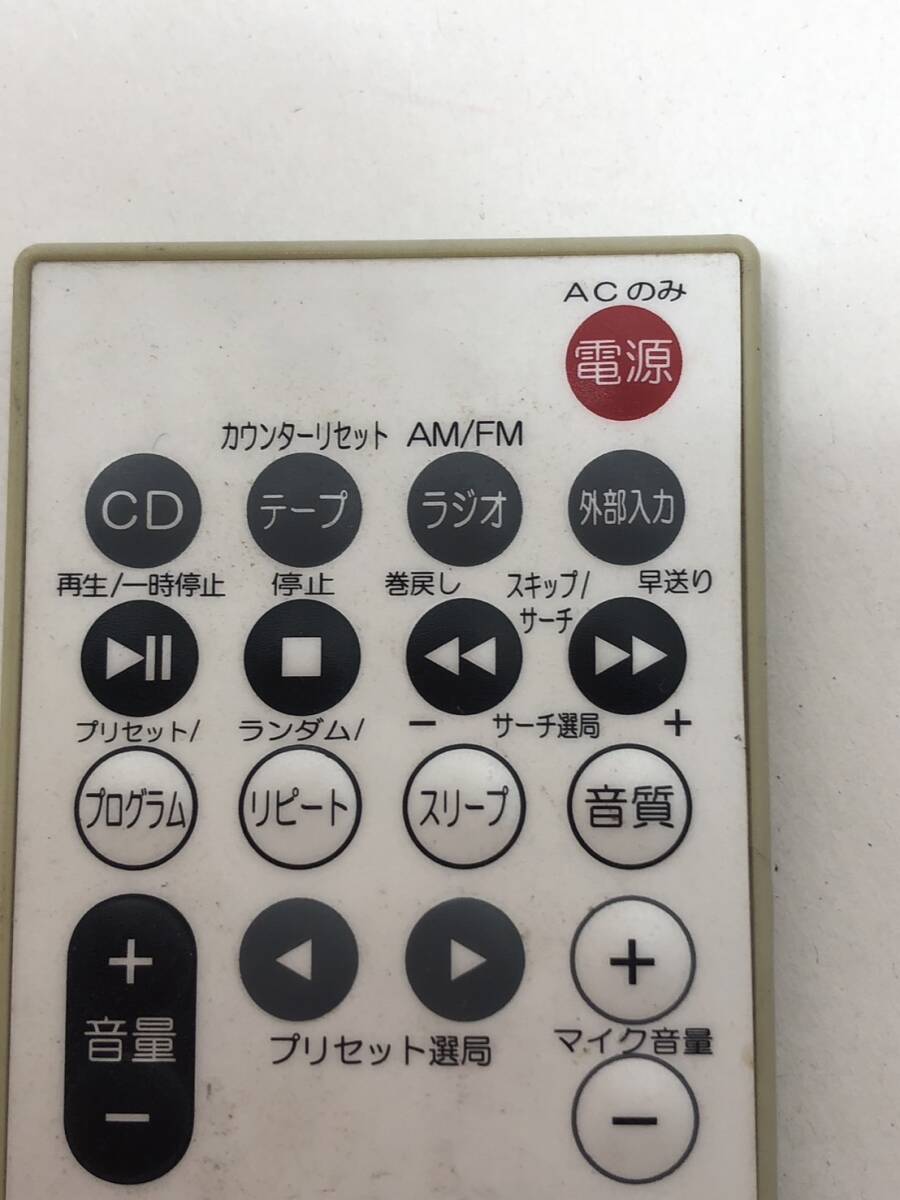 ACのみ
電源
カウンターリセット AM/FM
CD テープ ラジオ 外部入力
再生/一時停止 停止 巻戻し スキップ/ 早送り
サーチ
プリセット/ ランダム/ − サーチ選局 +
プログラム リピート スリープ 音質
+ +
音量 プリセット選局 マイク音量
− −